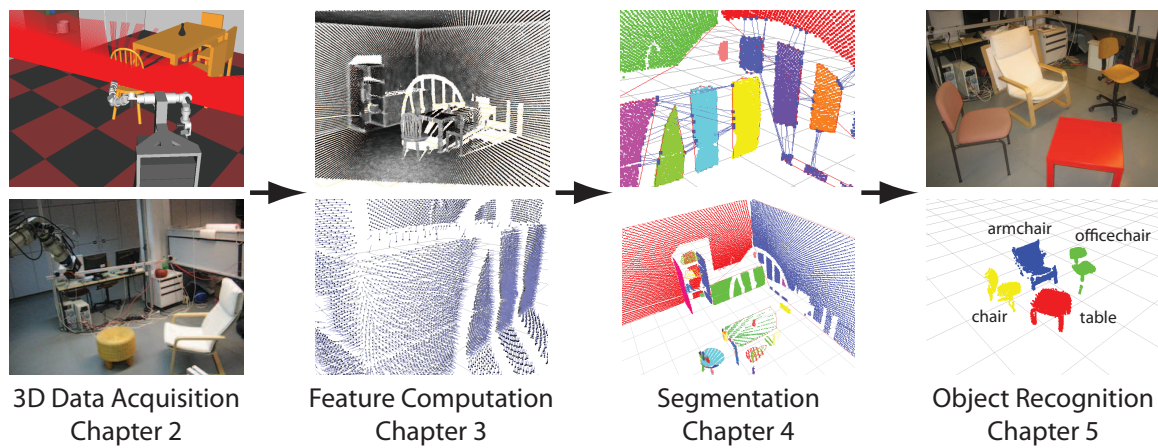 armchair
officechair
chair
table
3D Data Acquisition
Chapter 2
Feature Computation
Chapter 3
Segmentation
Chapter 4
Object Recognition
Chapter 5